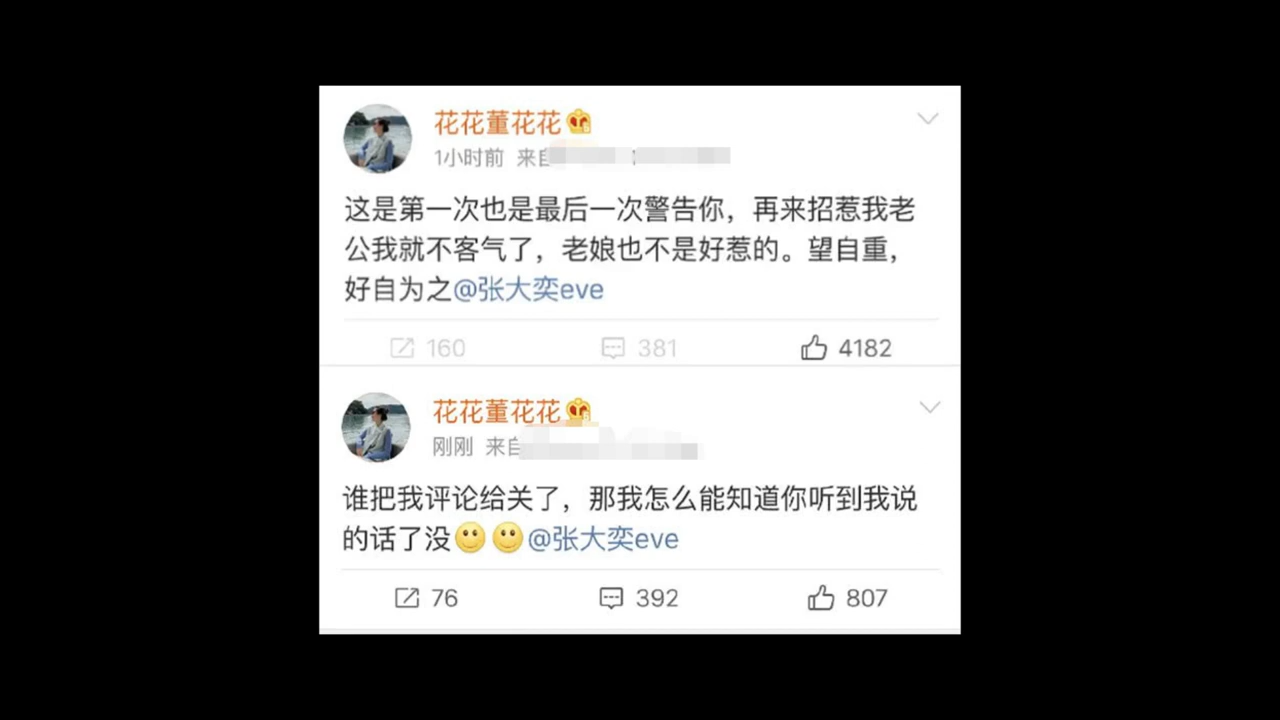 花花董花花
1小时前 来自
这是第一次也是最后一次警告你，再来招惹我老
公我就不客气了，老娘也不是好惹的。望自重，
好自为之@张大奕eve
160 381 4182
花花董花花
刚刚 来自
谁把我评论给关了，那我怎么能知道你听到我说
的话了没@张大奕eve
76 392 807